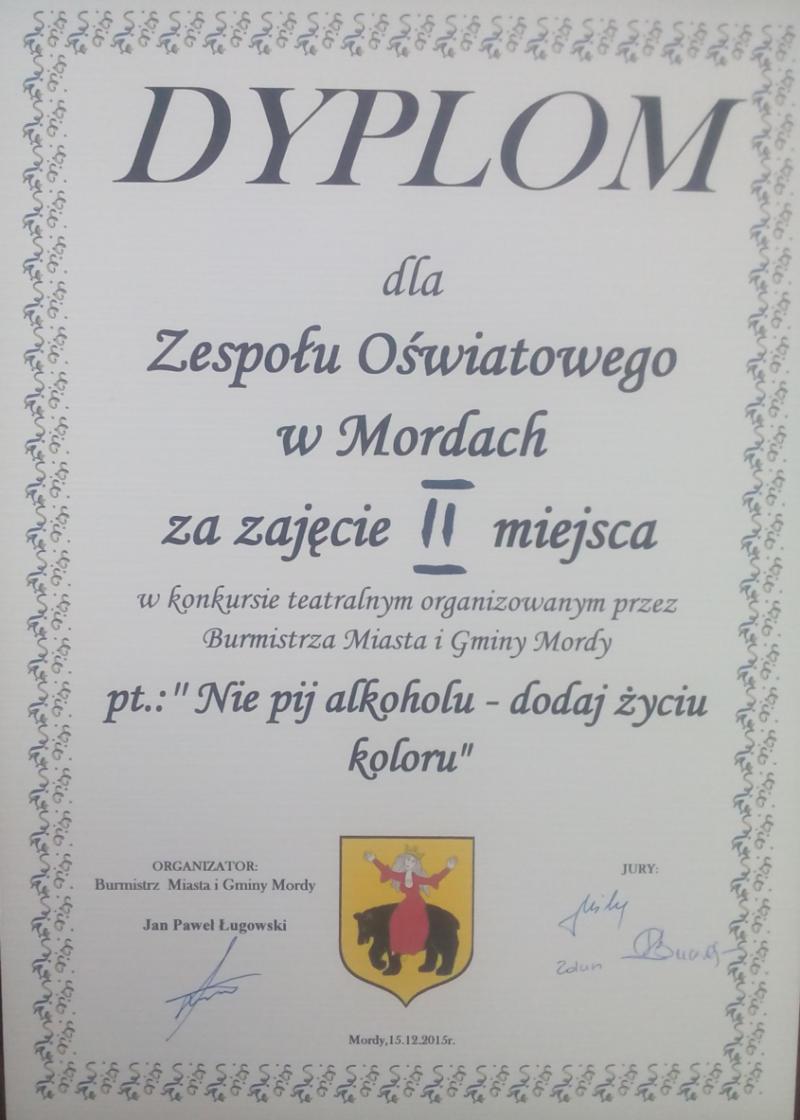 DYPLOM
dla
Zespołu Oświatowego
w Mordach
za zajęcie II miejsca
w konkursie teatralnym organizowanym przez
Burmistrza Miasta i Gminy Mordy
pt.:" Nie pij alkoholu - dodaj życiu
koloru"
ORGANIZATOR:
Burmistrz Miasta i Gminy Mordy
Jan Paweł Ługowski
JURY:
Zdun
Mordy,15.12.2015r.